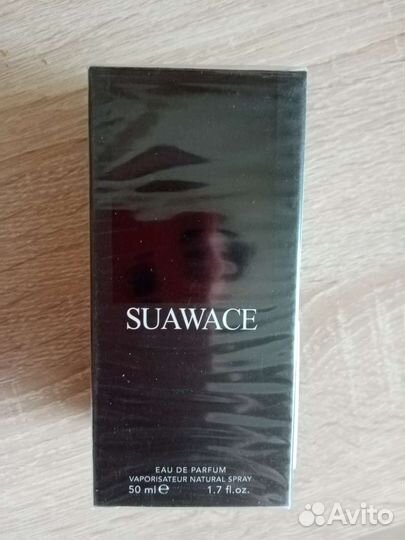 SUAWACE
EAU DE PARFUM
VAPORISATEUR NATURAL SPRAY
50 ml e 1.7 fl.oz.
Avito